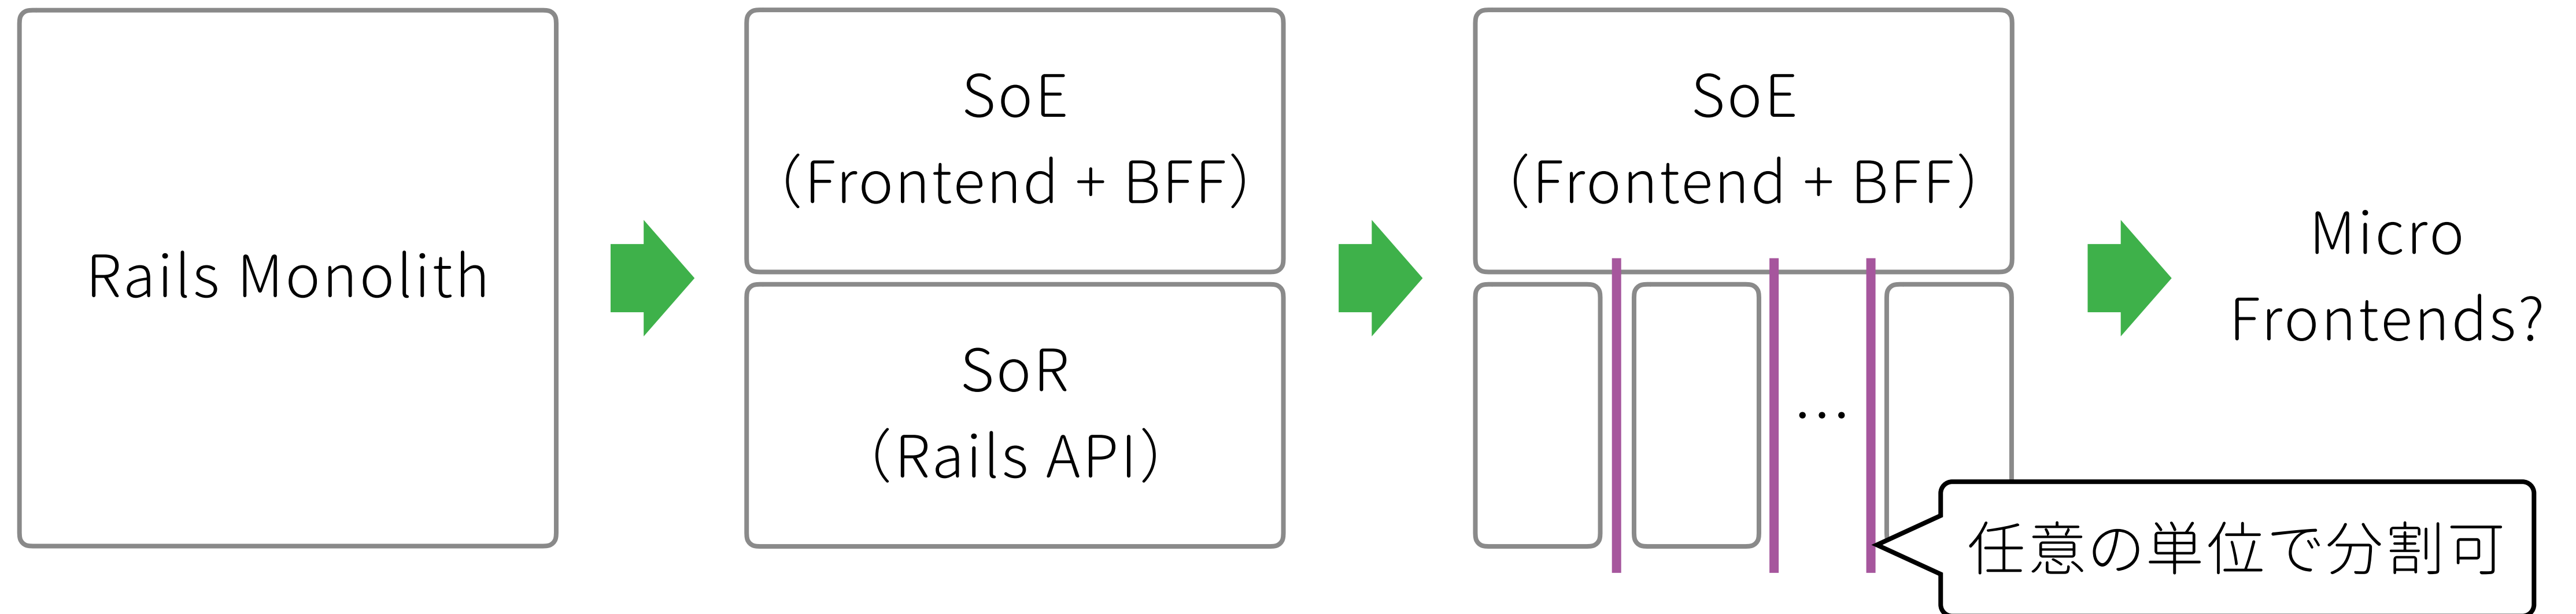 Rails Monolith
SoE
（Frontend + BFF）
SoR
（Rails API）
SoE
（Frontend + BFF）
…
任意の単位で分割可
Micro
Frontends?